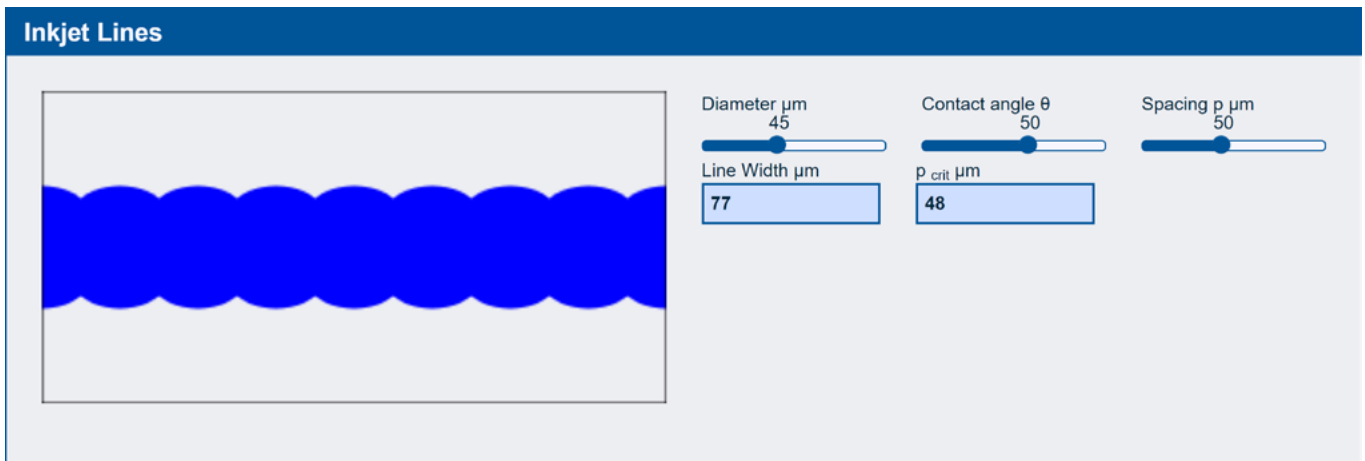 Inkjet Lines
Diameter μm Contact angle θ Spacing p μm
45 50 50
Line Width μm p crit μm
77 48